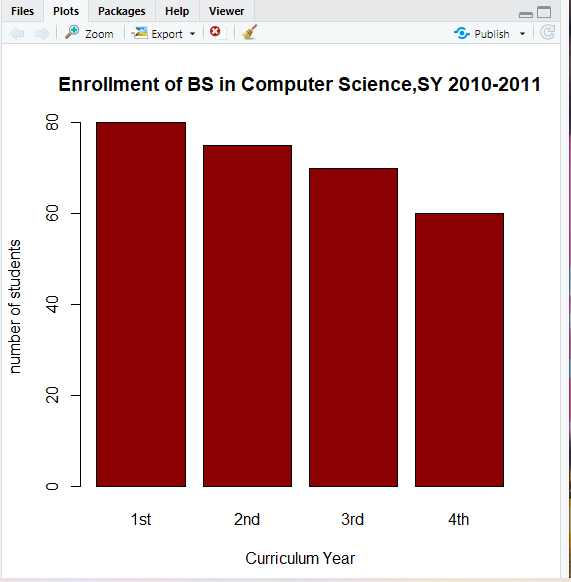 Files Plots Packages Help Viewer
Zoom Export Publish
Enrollment of BS in Computer Science,SY 2010-2011
80
60
40
20
0
number of students
1st 2nd 3rd 4th
Curriculum Year